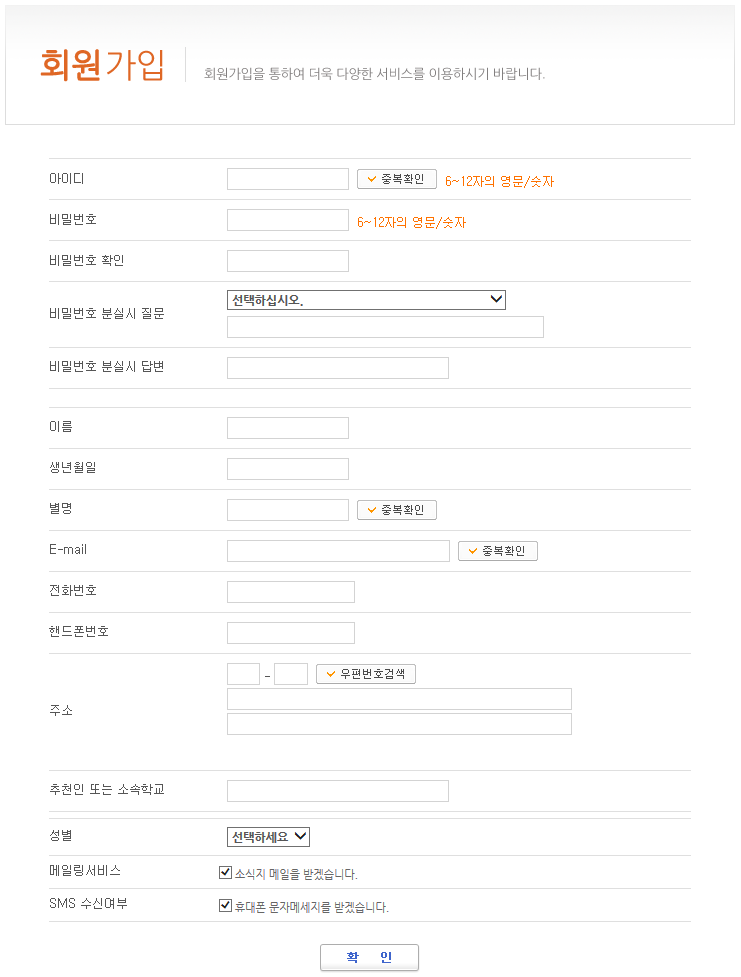 회원가입 회원가입을 통하여 더욱 다양한 서비스를 이용하시기 바랍니다.
아이디 중복확인 6~12자의 영문/숫자
비밀번호 6~12자의 영문/숫자
비밀번호 확인
비밀번호 분실시 질문 선택하십시오.
비밀번호 분실시 답변
이름
생년월일
별명 중복확인
E-mail 중복확인
전화번호
핸드폰번호
주소 - 우편번호검색
추천인 또는 소속학교
성별 선택하세요
메일링서비스 소식지 메일을 받겠습니다.
SMS 수신여부 휴대폰 문자메세지를 받겠습니다.
확 인